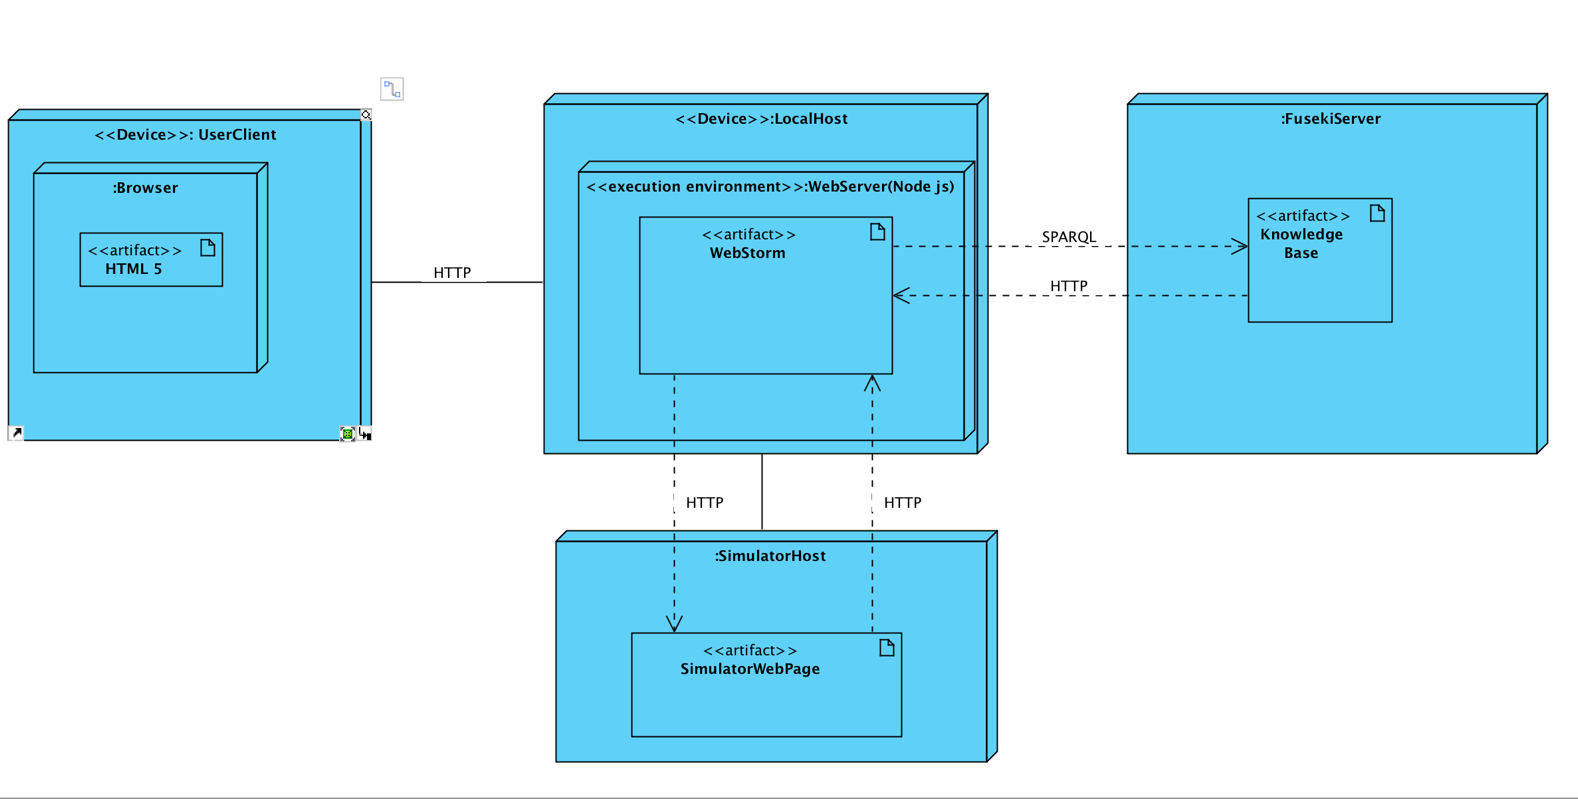 <<Device>>: UserClient
:Browser
<<artifact>>
HTML 5
HTTP
<<Device>>:LocalHost
<<execution environment>>:WebServer(Node js)
<<artifact>>
WebStorm
SPARQL
HTTP
:FusekiServer
<<artifact>>
Knowledge
Base
HTTP
HTTP
:SimulatorHost
<<artifact>>
SimulatorWebPage